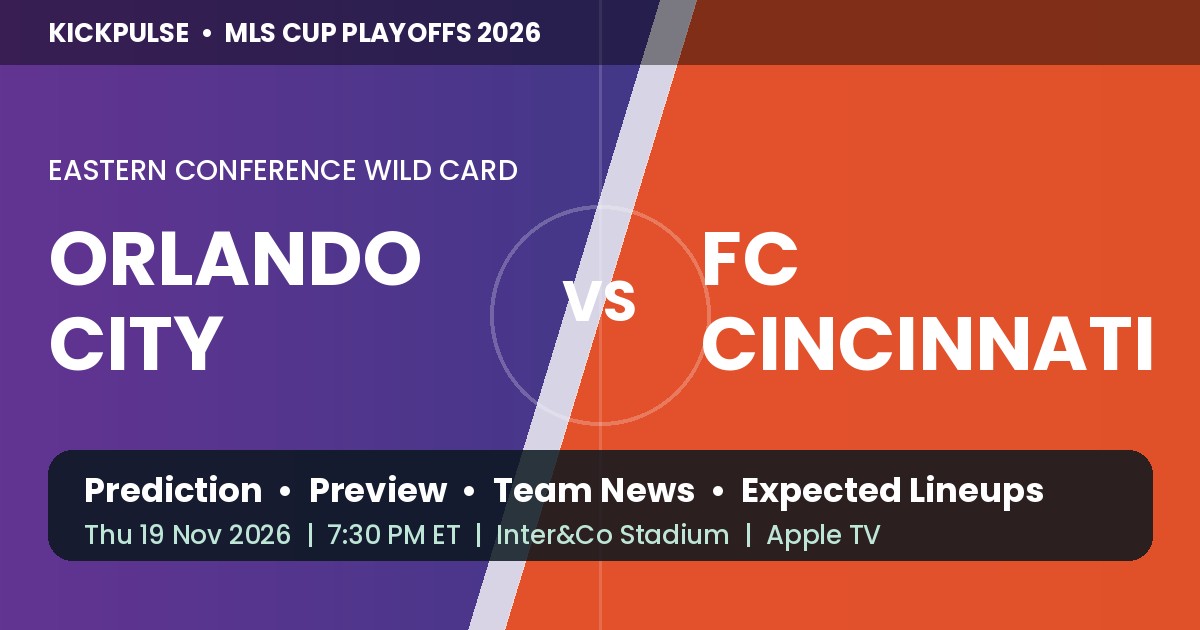 KICKPULSE • MLS CUP PLAYOFFS 2026
EASTERN CONFERENCE WILD CARD
ORLANDO
CITY
VS
FC
CINCINNATI
Prediction • Preview • Team News • Expected Lineups
Thu 19 Nov 2026 | 7:30 PM ET | Inter&Co Stadium | Apple TV